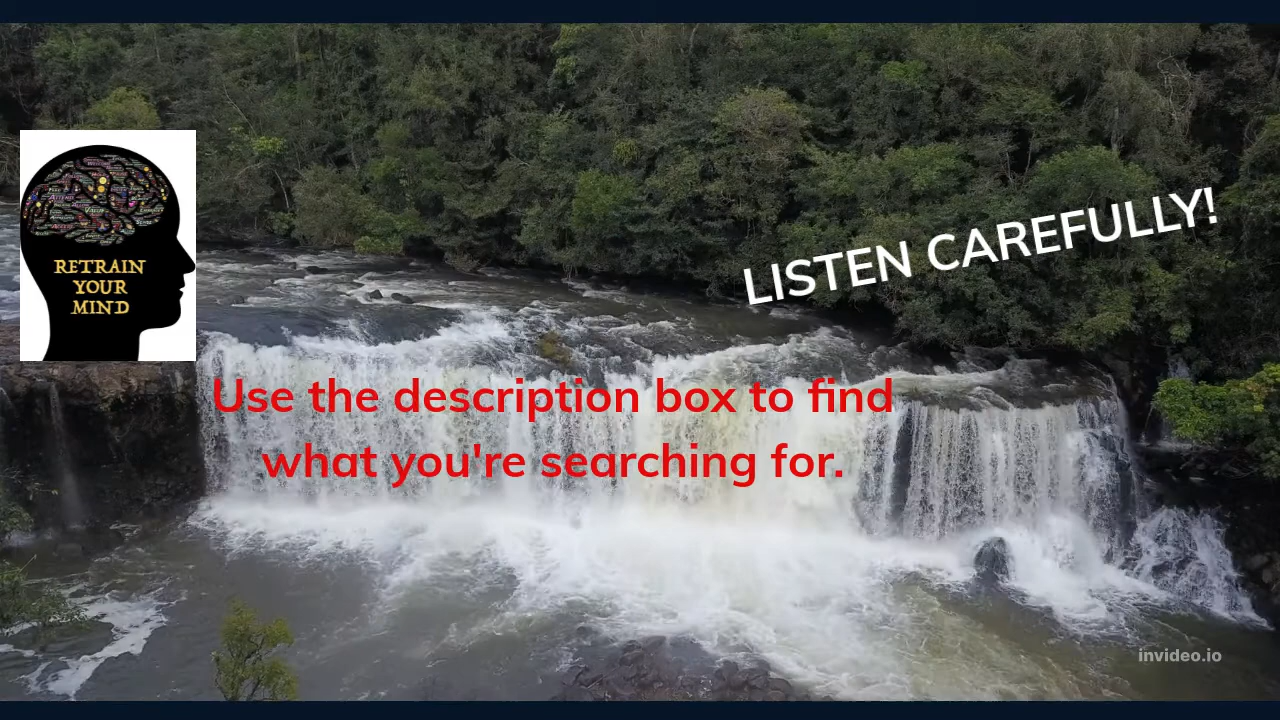 LISTEN CAREFULLY!
RETRAIN
YOUR
MIND
Use the description box to find
what you're searching for.
invideo.io